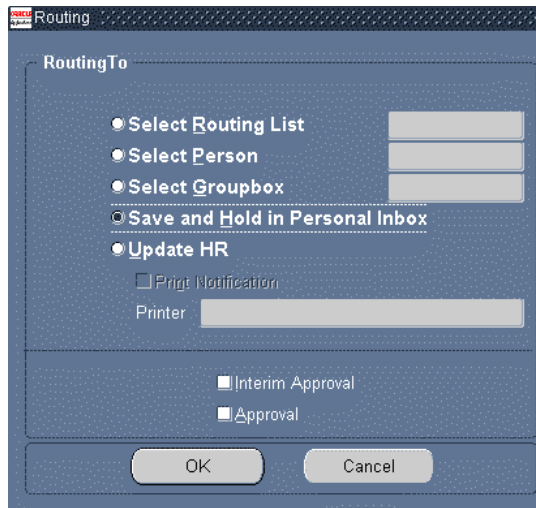 ORACLE
Routing
RoutingTo
Select Routing List
Select Person
Select Groupbox
Save and Hold in Personal Inbox
Update HR
Print Notification
Printer
Interim Approval
Approval
OK Cancel